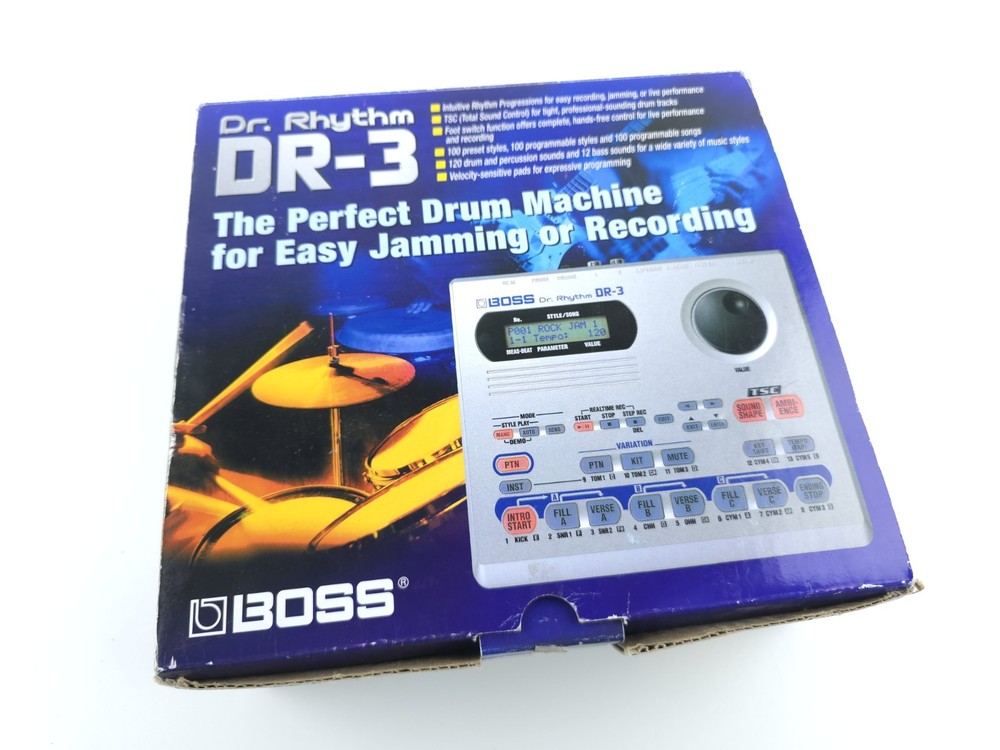 Dr. Rhythm
DR-3
Intuitive Rhythm Progressions for easy recording, jamming, or live performance
TSC (Total Sound Control) for tight, professional-sounding drum tracks
Foot switch function offers complete, hands-free control for live performance
and recording
100 preset styles, 100 programmable styles and 100 programmable songs
120 drum and percussion sounds and 12 bass sounds for a wide variety of music styles
Velocity-sensitive pads for expressive programming
The Perfect Drum Machine
for Easy Jamming or Recording
BOSS Dr. Rhythm DR-3
No. STYLE/SONG
P001 ROCK JAM 1
1-1 Tempo: 120
MEAS-BEAT PARAMETER VALUE
VALUE
TSC
SOUND SHAPE AMBIENCE
MODE
STYLE PLAY
MANU AUTO SONG
DEMO
REALTIME REC
START STOP STEP REC
DEL
EDIT
EXIT ENTER
VARIATION
PTN
PTN KIT MUTE
KEY SHIFT TEMPO (TAP)
INST
9 TOM1 10 TOM2 11 TOM3
12 CYM4 13 CYM5
A B C
INTRO START FILL A VERSE A FILL B VERSE B FILL C VERSE C ENDING STOP
1 KICK 2 SNR1 3 SNR2 4 CHH 5 OHH 6 CYM1 7 CYM2 8 CYM3
BOSS®